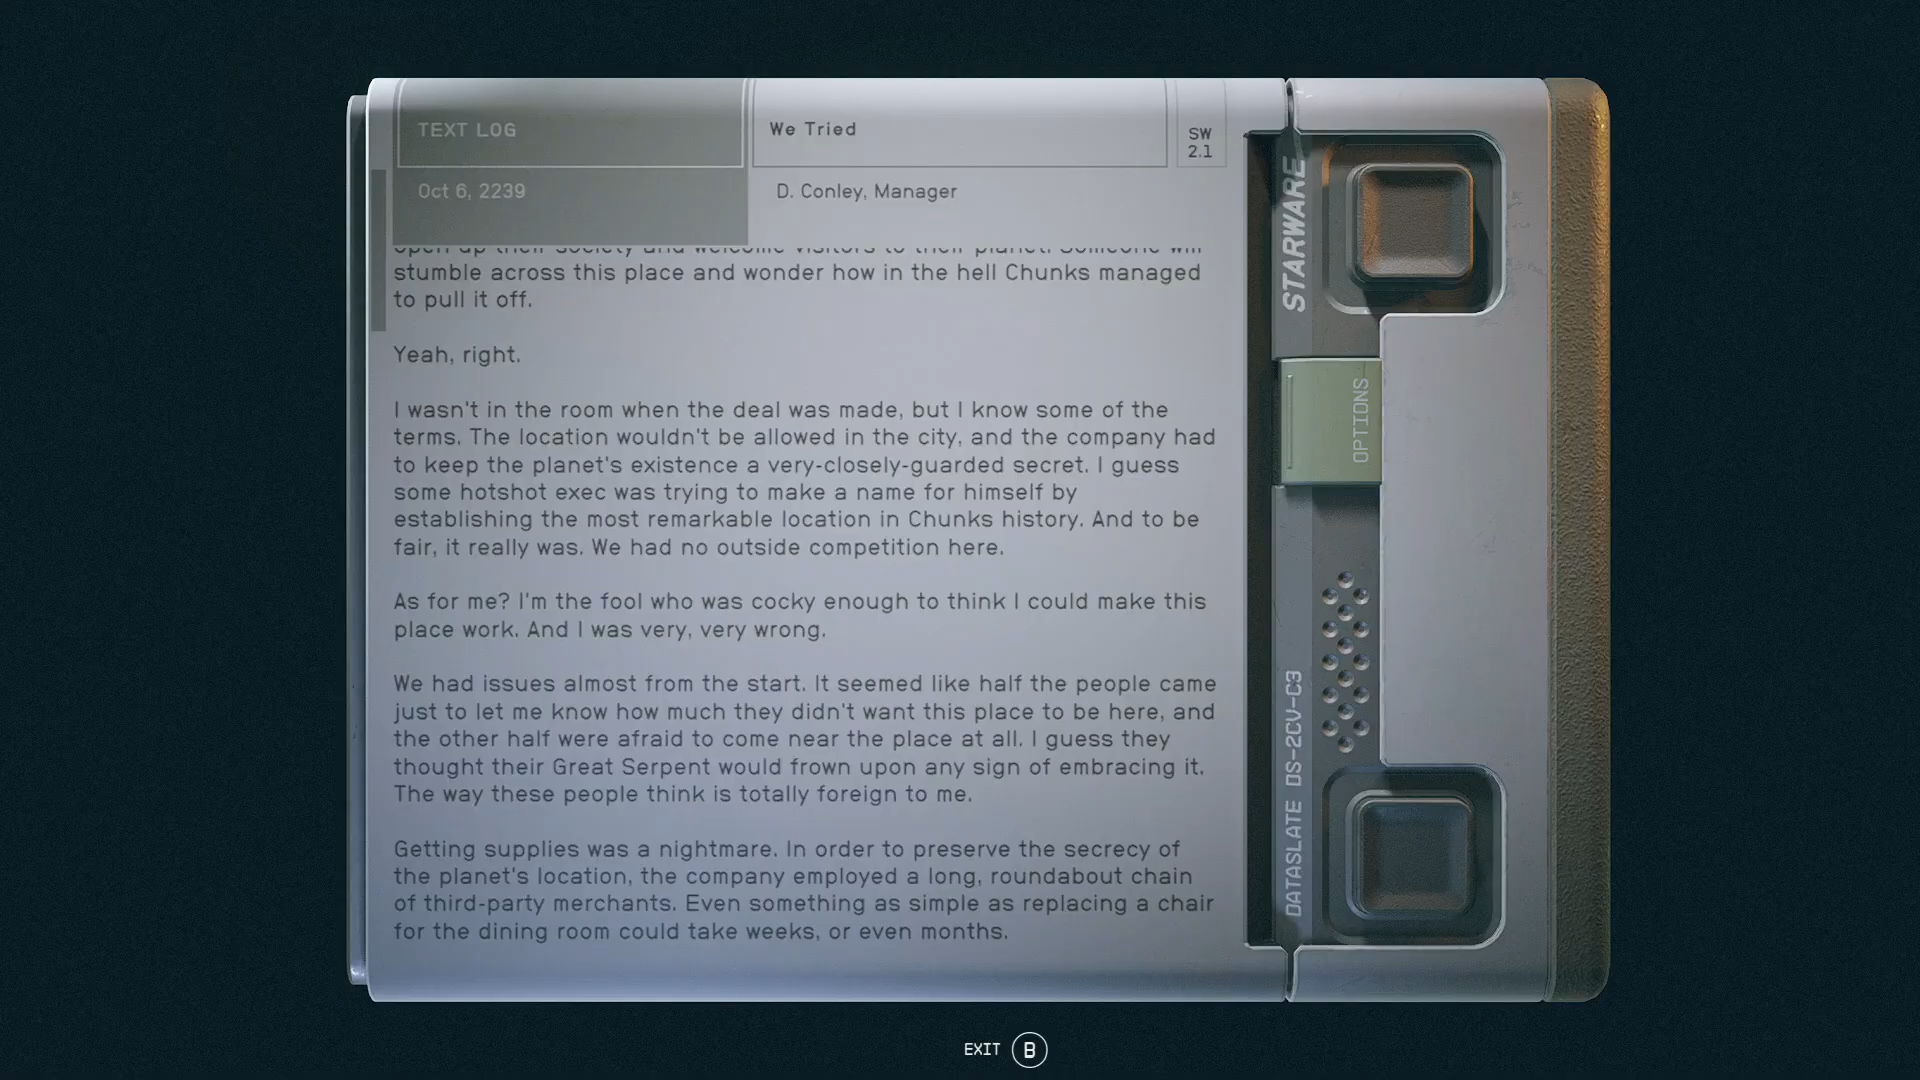 TEXT LOG
We Tried
SW
2.1
Oct 6, 2239
D. Conley, Manager
open up their society and welcome visitors to their planet. Someone will
stumble across this place and wonder how in the hell Chunks managed
to pull it off.
Yeah, right.
I wasn't in the room when the deal was made, but I know some of the
terms. The location wouldn't be allowed in the city, and the company had
to keep the planet's existence a very-closely-guarded secret. I guess
some hotshot exec was trying to make a name for himself by
establishing the most remarkable location in Chunks history. And to be
fair, it really was. We had no outside competition here.
As for me? I'm the fool who was cocky enough to think I could make this
place work. And I was very, very wrong.
We had issues almost from the start. It seemed like half the people came
just to let me know how much they didn't want this place to be here, and
the other half were afraid to come near the place at all. I guess they
thought their Great Serpent would frown upon any sign of embracing it.
The way these people think is totally foreign to me.
Getting supplies was a nightmare. In order to preserve the secrecy of
the planet's location, the company employed a long, roundabout chain
of third-party merchants. Even something as simple as replacing a chair
for the dining room could take weeks, or even months.
STARWARE
OPTIONS
DATASLATE DS-2CV-C3
EXIT B